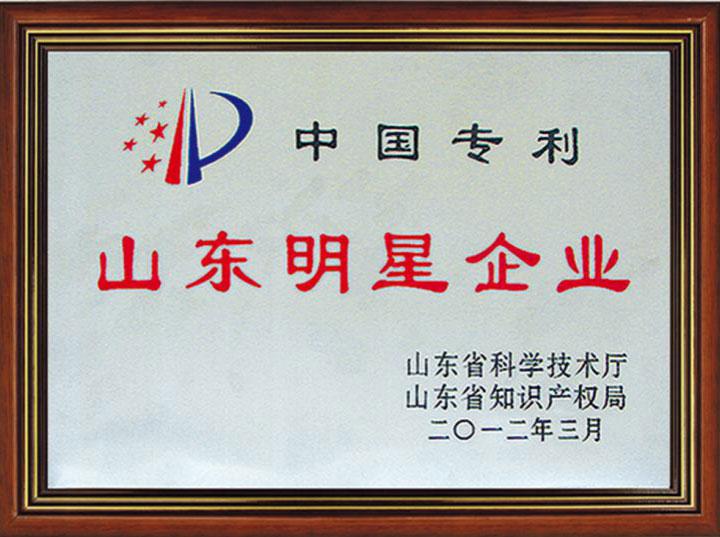 中国专利
山东明星企业
山东省科学技术厅
山东省知识产权局
二〇一二年三月